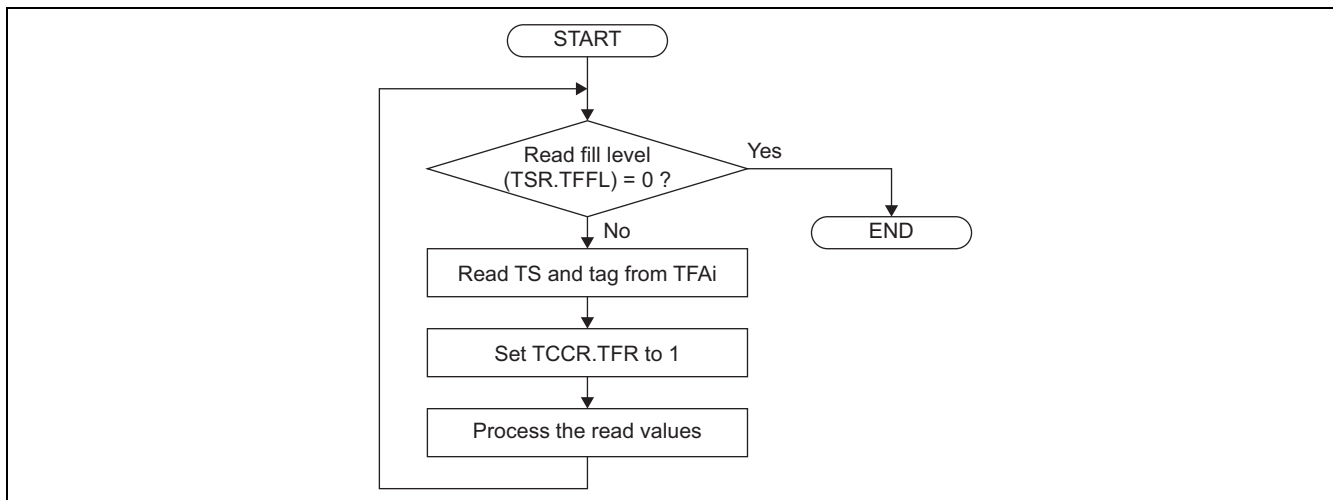 START
Read fill level
(TSR.TFFL) = 0 ?
Yes
No
END
Read TS and tag from TFAi
Set TCCR.TFR to 1
Process the read values